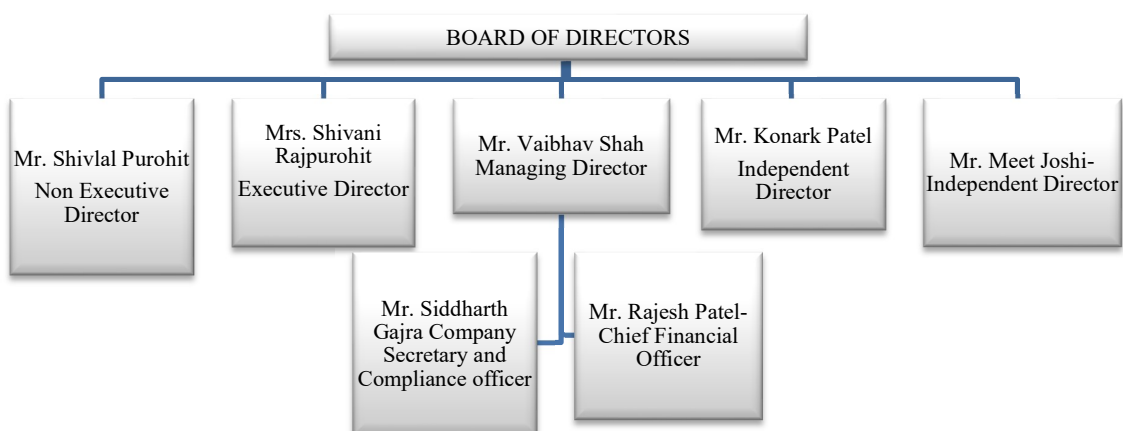 BOARD OF DIRECTORS
Mr. Shivlal Purohit
Non Executive
Director
Mrs. Shivani
Rajpurohit
Executive Director
Mr. Vaibhav Shah
Managing Director
Mr. Konark Patel
Independent
Director
Mr. Meet Joshi-
Independent Director
Mr. Siddharth
Gajra Company
Secretary and
Compliance officer
Mr. Rajesh Patel-
Chief Financial
Officer